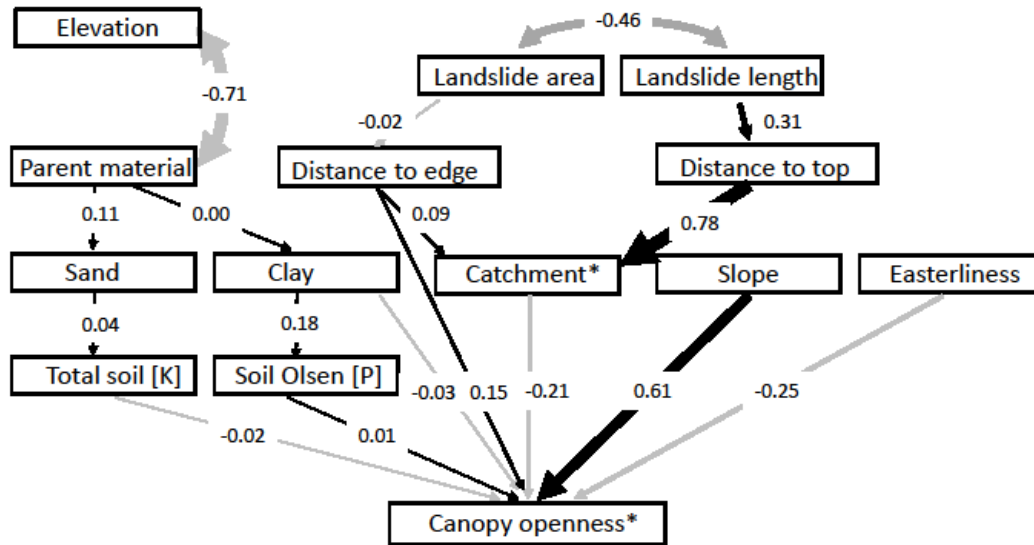 Elevation
-0.46
Landslide area
Landslide length
-0.71
-0.02
0.31
Parent material
Distance to edge
Distance to top
0.11
0.00
0.09
0.78
Sand
Clay
Catchment*
Slope
Easterliness
0.04
0.18
Total soil [K]
Soil Olsen [P]
-0.03
0.15
-0.21
0.61
-0.25
-0.02
0.01
Canopy openness*